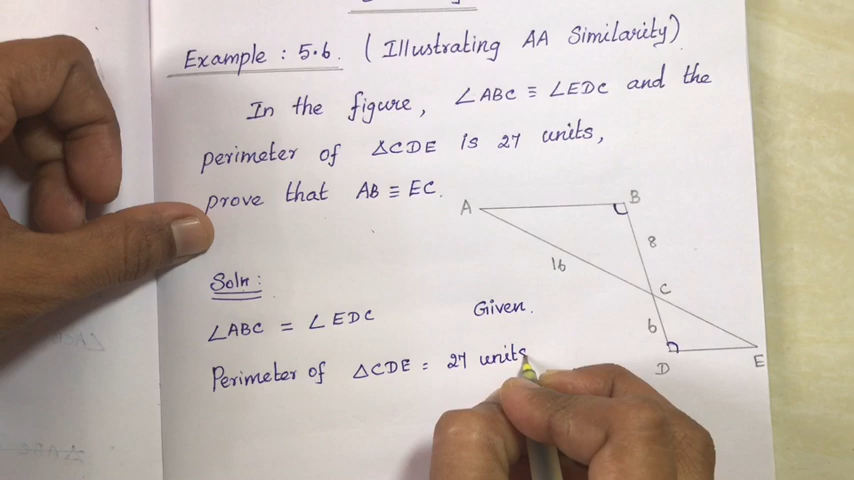 Example : 5.6. ( Illustrating AA Similarity)
In the figure, ∠ABC ≡ ∠EDC and the
perimeter of ΔCDE is 27 units,
prove that AB ≡ EC.
A
B
8
16
C
6
D
E
Soln:
∠ABC = ∠EDC Given.
Perimeter of ΔCDE = 27 units